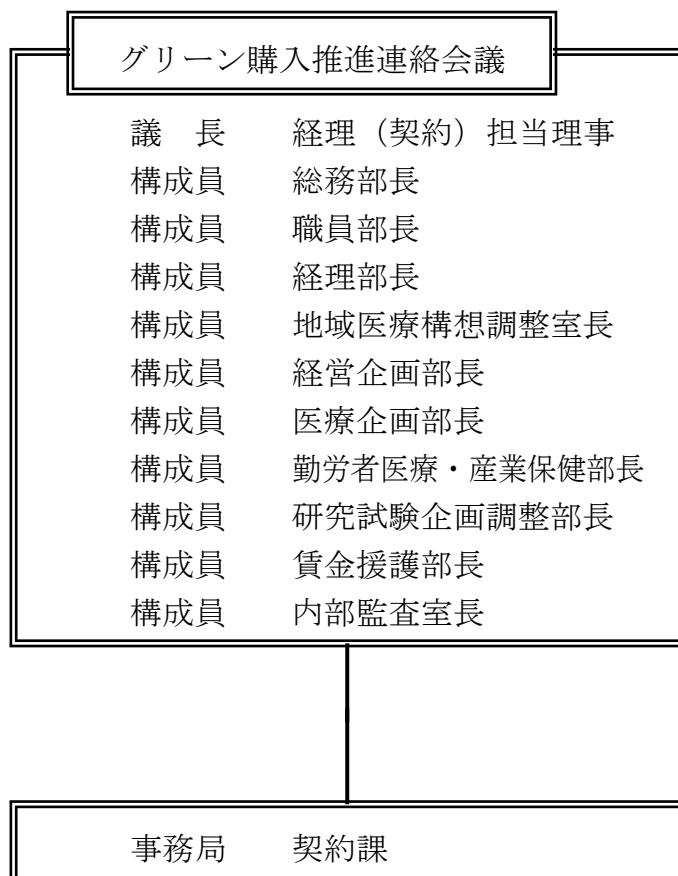 グリーン購入推進連絡会議
議　長　　経理（契約）担当理事
構成員　　総務部長
構成員　　職員部長
構成員　　経理部長
構成員　　地域医療構想調整室長
構成員　　経営企画部長
構成員　　医療企画部長
構成員　　勤労者医療・産業保健部長
構成員　　研究試験企画調整部長
構成員　　賃金援護部長
構成員　　内部監査室長
事務局　　契約課